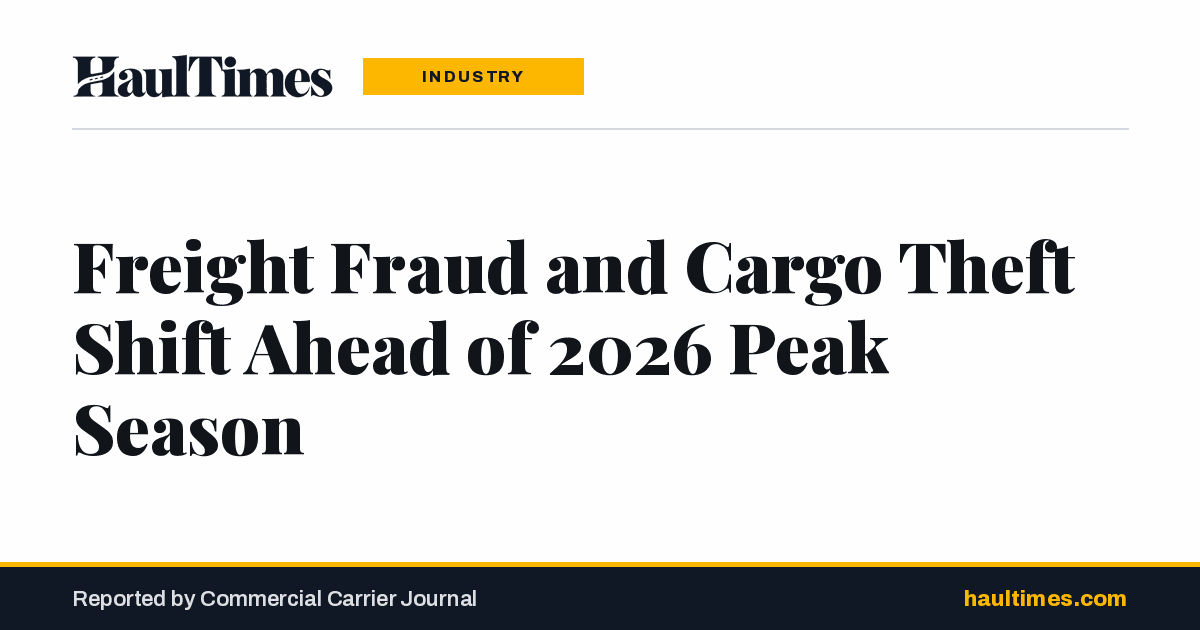 HaulTimes
INDUSTRY
Freight Fraud and Cargo Theft
Shift Ahead of 2026 Peak
Season
Reported by Commercial Carrier Journal
haultimes.com